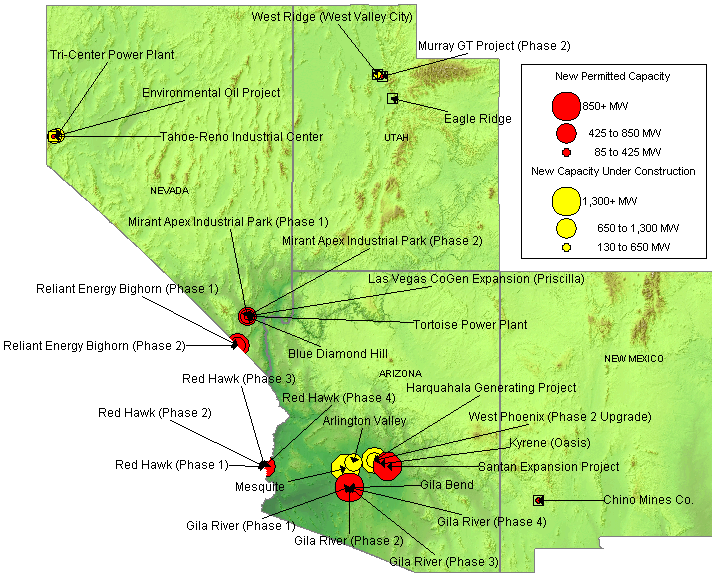 West Ridge (West Valley City)
Murray GT Project (Phase 2)
Tri-Center Power Plant
New Permitted Capacity
Environmental Oil Project
850+ MW
Eagle Ridge
425 to 850 MW
Tahoe-Reno Industrial Center
UTAH
85 to 425 MW
New Capacity Under Construction
NEVADA
1,300+ MW
Mirant Apex Industrial Park (Phase 1)
650 to 1,300 MW
Mirant Apex Industrial Park (Phase 2)
130 to 650 MW
Las Vegas CoGen Expansion (Priscilla)
Reliant Energy Bighorn (Phase 1)
Tortoise Power Plant
Reliant Energy Bighorn (Phase 2)
Blue Diamond Hill
NEW MEXICO
ARIZONA
Red Hawk (Phase 3)
Harquahala Generating Project
Red Hawk (Phase 4)
Red Hawk (Phase 2)
West Phoenix (Phase 2 Upgrade)
Arlington Valley
Kyrene (Oasis)
Red Hawk (Phase 1)
Santan Expansion Project
Mesquite
Gila Bend
Chino Mines Co.
Gila River (Phase 1)
Gila River (Phase 4)
Gila River (Phase 2)
Gila River (Phase 3)